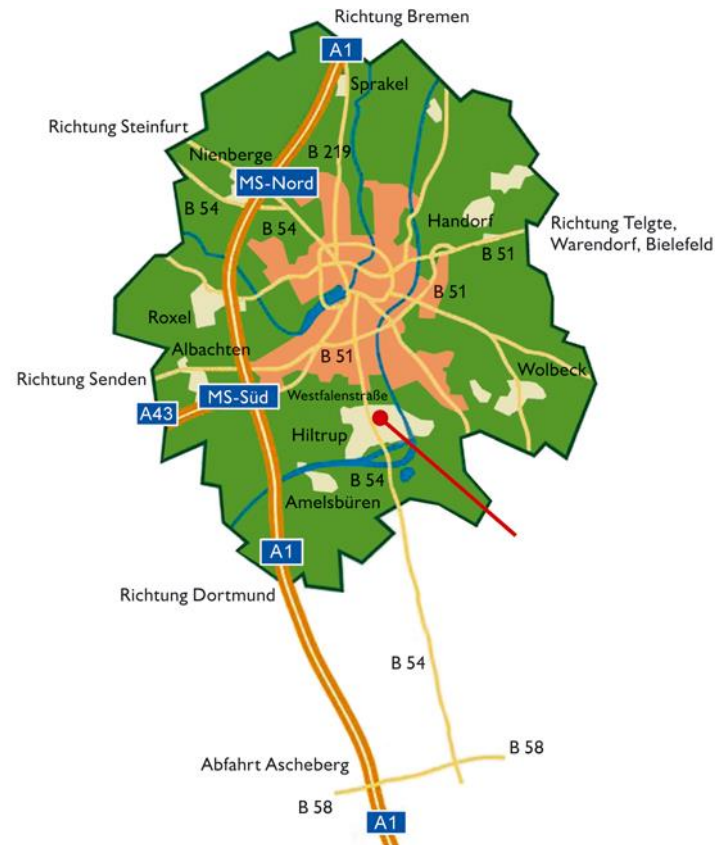 Richtung Bremen
A1
Sprakel
Richtung Steinfurt
Nienberge
B 219
MS-Nord
B 54
B 54
Handorf
Richtung Telgte,
Warendorf, Bielefeld
B 51
B 51
Roxel
Albachten
B 51
Richtung Senden
MS-Süd
Westfalenstraße
Wolbeck
A43
Hiltrup
B 54
Amelsbüren
A1
Richtung Dortmund
B 54
Abfahrt Ascheberg
B 58
B 58
A1